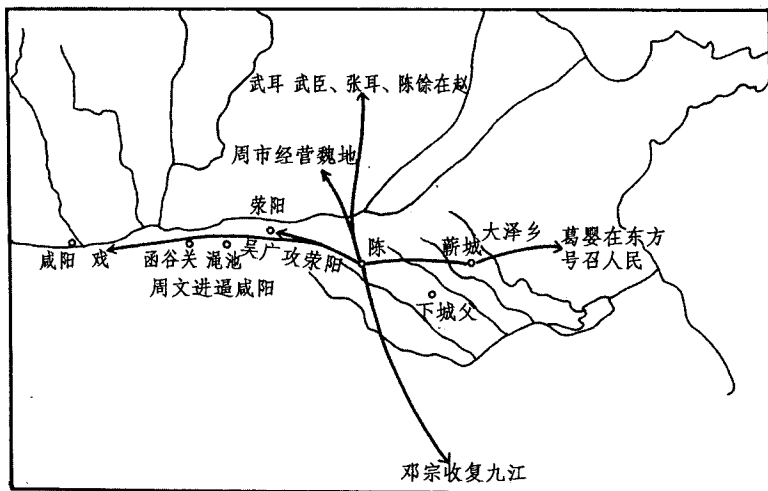 武耳 武臣、张耳、陈馀在赵
周市经营魏地
荥阳
大泽乡
陈
蕲城
葛婴在东方
号召人民
咸阳
戏
函谷关
渑池
吴广攻荥阳
周文进逼咸阳
下城父
邓宗收复九江